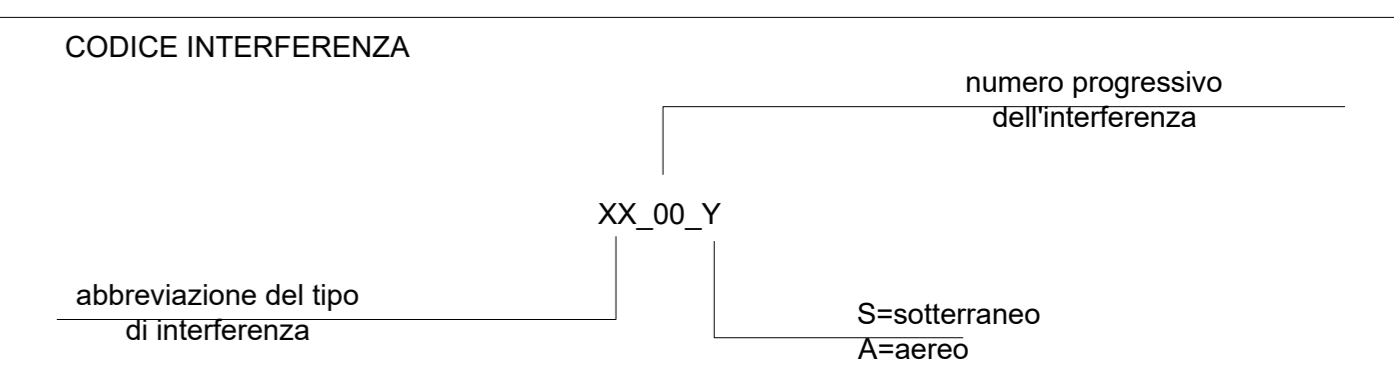 CODICE INTERFERENZA
numero progressivo
dell'interferenza
XX_00_Y
abbreviazione del tipo
di interferenza
S=sotterraneo
A=aereo